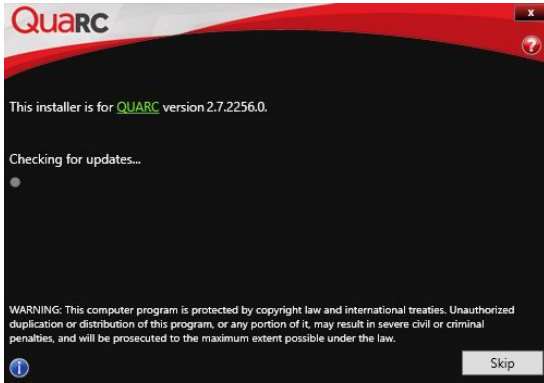 QUARC
x
?
This installer is for QUARC version 2.7.2256.0.
Checking for updates...
WARNING: This computer program is protected by copyright law and international treaties. Unauthorized
duplication or distribution of this program, or any portion of it, may result in severe civil or criminal
penalties, and will be prosecuted to the maximum extent possible under the law.
i
Skip